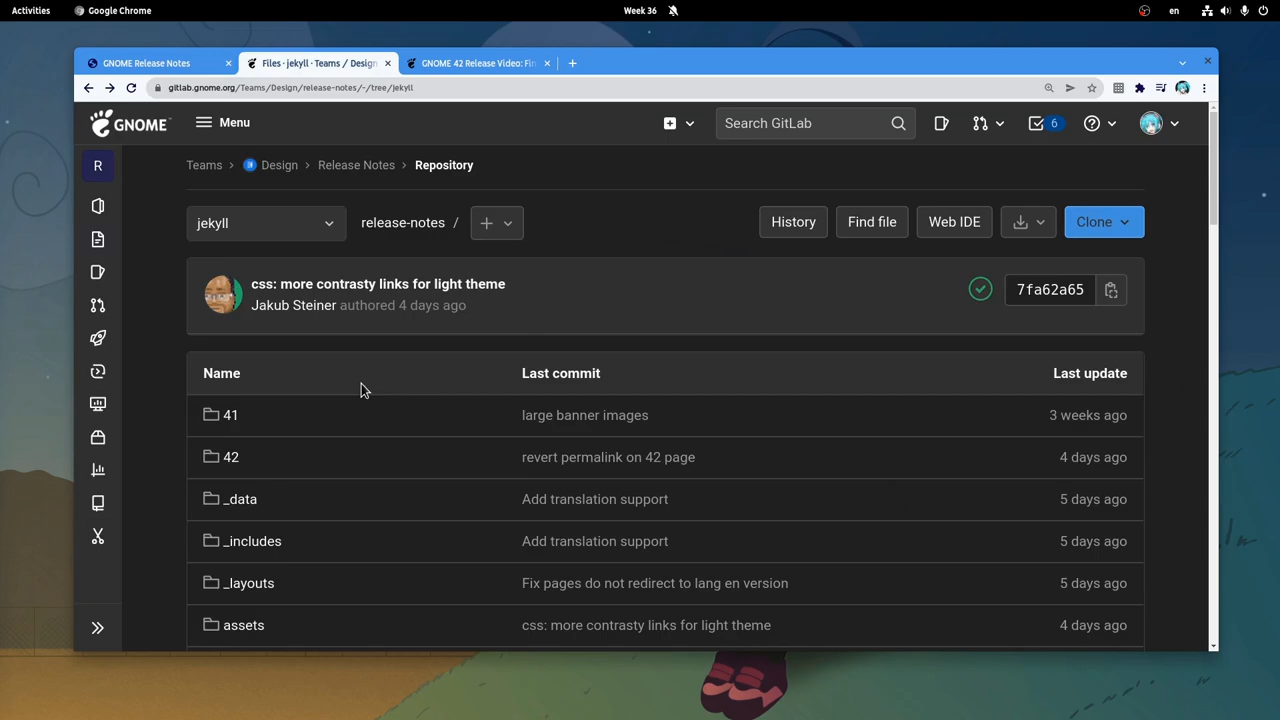 Activities Google Chrome Week 36 en
GNOME Release Notes Files · jekyll · Teams / Design GNOME 42 Release Video: Fin
gitlab.gnome.org/Teams/Design/release-notes/-/tree/jekyll
GNOME Menu Search GitLab 6
R
Teams Design Release Notes Repository
jekyll release-notes / History Find file Web IDE Clone
css: more contrasty links for light theme
Jakub Steiner authored 4 days ago 7fa62a65
Name Last commit Last update
41 large banner images 3 weeks ago
42 revert permalink on 42 page 4 days ago
_data Add translation support 5 days ago
_includes Add translation support 5 days ago
_layouts Fix pages do not redirect to lang en version 5 days ago
assets css: more contrasty links for light theme 4 days ago